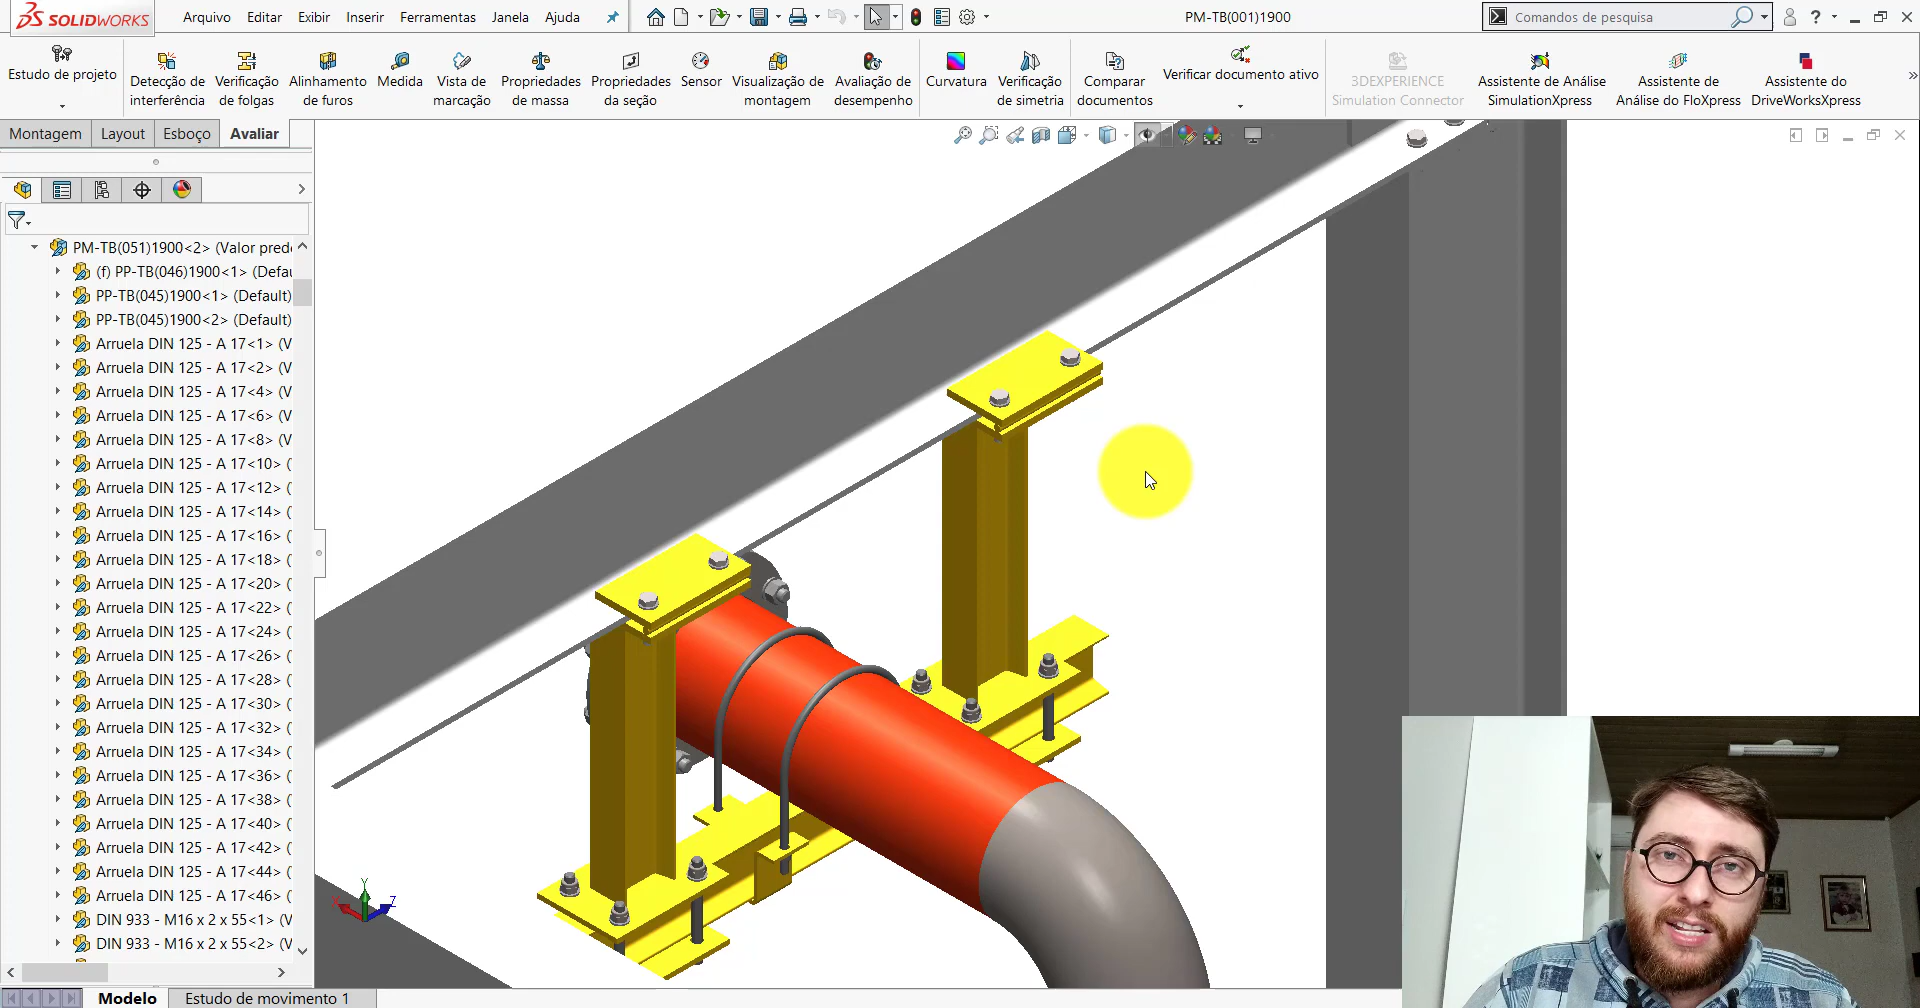 SOLIDWORKS
Arquivo Editar Exibir Inserir Ferramentas Janela Ajuda
PM-TB(001)1900
Comandos de pesquisa
Estudo de projeto
Detecção de interferência
Verificação de folgas
Alinhamento de furos
Medida
Vista de marcação
Propriedades de massa
Propriedades da seção
Sensor
Visualização de montagem
Avaliação de desempenho
Curvatura
Verificação de simetria
Comparar documentos
Verificar documento ativo
3DEXPERIENCE Simulation Connector
Assistente de Análise SimulationXpress
Assistente de Análise do FloXpress
Assistente do DriveWorksXpress
Montagem Layout Esboço Avaliar
PM-TB(051)1900<2> (Valor prede
(f) PP-TB(046)1900<1> (Defau
PP-TB(045)1900<1> (Default)
PP-TB(045)1900<2> (Default)
Arruela DIN 125 - A 17<1> (V
Arruela DIN 125 - A 17<2> (V
Arruela DIN 125 - A 17<4> (V
Arruela DIN 125 - A 17<6> (V
Arruela DIN 125 - A 17<8> (V
Arruela DIN 125 - A 17<10> (
Arruela DIN 125 - A 17<12> (
Arruela DIN 125 - A 17<14> (
Arruela DIN 125 - A 17<16> (
Arruela DIN 125 - A 17<18> (
Arruela DIN 125 - A 17<20> (
Arruela DIN 125 - A 17<22> (
Arruela DIN 125 - A 17<24> (
Arruela DIN 125 - A 17<26> (
Arruela DIN 125 - A 17<28> (
Arruela DIN 125 - A 17<30> (
Arruela DIN 125 - A 17<32> (
Arruela DIN 125 - A 17<34> (
Arruela DIN 125 - A 17<36> (
Arruela DIN 125 - A 17<38> (
Arruela DIN 125 - A 17<40> (
Arruela DIN 125 - A 17<42> (
Arruela DIN 125 - A 17<44> (
Arruela DIN 125 - A 17<46> (
DIN 933 - M16 x 2 x 55<1> (V
DIN 933 - M16 x 2 x 55<2> (V
Y
X
Z
Modelo Estudo de movimento 1